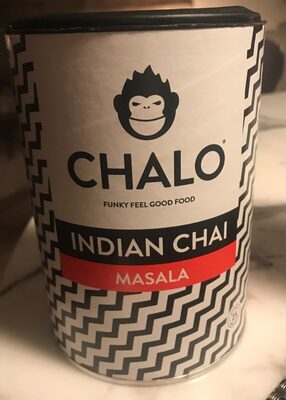 CHALO®
FUNKY FEEL GOOD FOOD
INDIAN CHAI
MASALA